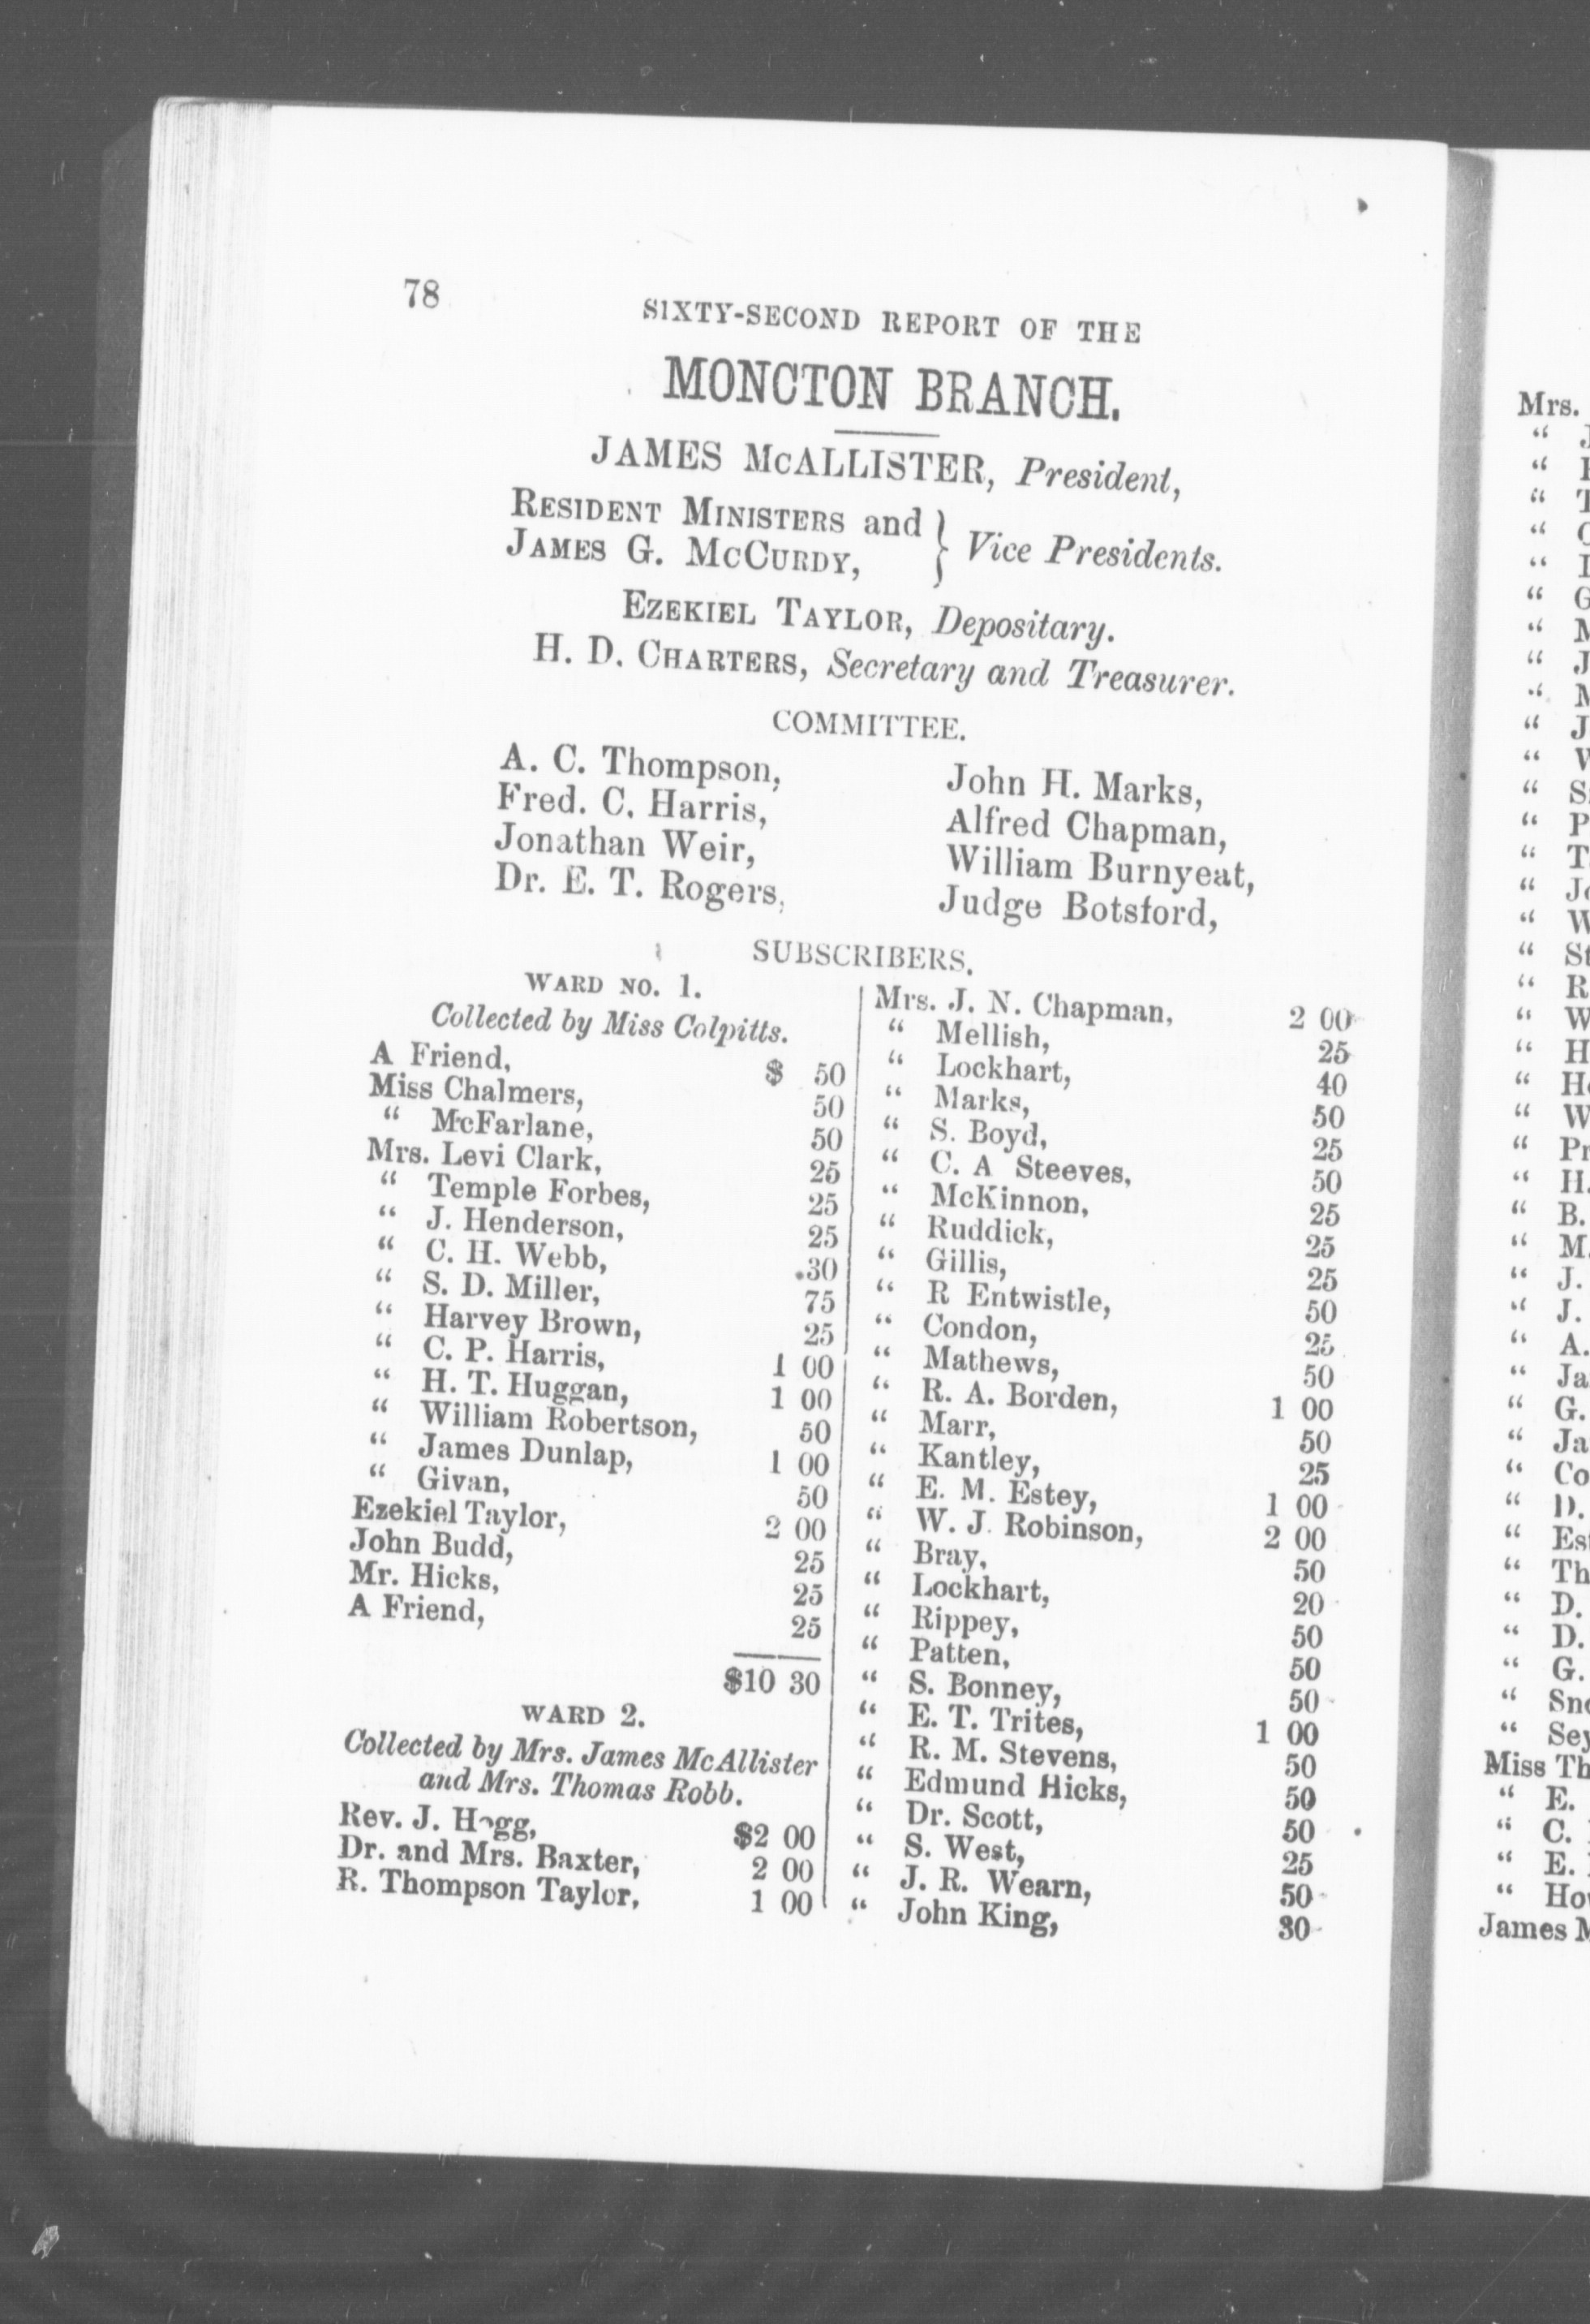 78
SIXTY-SECOND REPORT OF THE
MONCTON BRANCH.
JAMES McALLISTER, President,
RESIDENT MINISTERS and
JAMES G. McCURDY, } Vice Presidents.
EZEKIEL TAYLOR, Depositary.
H. D. CHARTERS, Secretary and Treasurer.
COMMITTEE.
A. C. Thompson,
Fred. C. Harris,
Jonathan Weir,
Dr. E. T. Rogers,
John H. Marks,
Alfred Chapman,
William Burnyeat,
Judge Botsford,
SUBSCRIBERS.
WARD NO. 1.
Collected by Miss Colpitts.
A Friend, $ 50
Miss Chalmers, 50
“ McFarlane, 50
Mrs. Levi Clark, 25
“ Temple Forbes, 25
“ J. Henderson, 25
“ C. H. Webb, .30
“ S. D. Miller, 75
“ Harvey Brown, 25
“ C. P. Harris, 1 00
“ H. T. Huggan, 1 00
“ William Robertson, 50
“ James Dunlap, 1 00
“ Givan, 50
Ezekiel Taylor, 2 00
John Budd, 25
Mr. Hicks, 25
A Friend, 25
$10 30
WARD 2.
Collected by Mrs. James McAllister
and Mrs. Thomas Robb.
Rev. J. Hogg, $2 00
Dr. and Mrs. Baxter, 2 00
R. Thompson Taylor, 1 00
Mrs. J. N. Chapman, 2 00
“ Mellish, 25
“ Lockhart, 40
“ Marks, 50
“ S. Boyd, 25
“ C. A Steeves, 50
“ McKinnon, 25
“ Ruddick, 25
“ Gillis, 25
“ R Entwistle, 50
“ Condon, 25
“ Mathews, 50
“ R. A. Borden, 1 00
“ Marr, 50
“ Kantley, 25
“ E. M. Estey, 1 00
“ W. J. Robinson, 2 00
“ Bray, 50
“ Lockhart, 20
“ Rippey, 50
“ Patten, 50
“ S. Bonney, 50
“ E. T. Trites, 1 00
“ R. M. Stevens, 50
“ Edmund Hicks, 50
“ Dr. Scott, 50
“ S. West, 25
“ J. R. Wearn, 50
“ John King, 30
Mrs.
Miss
James